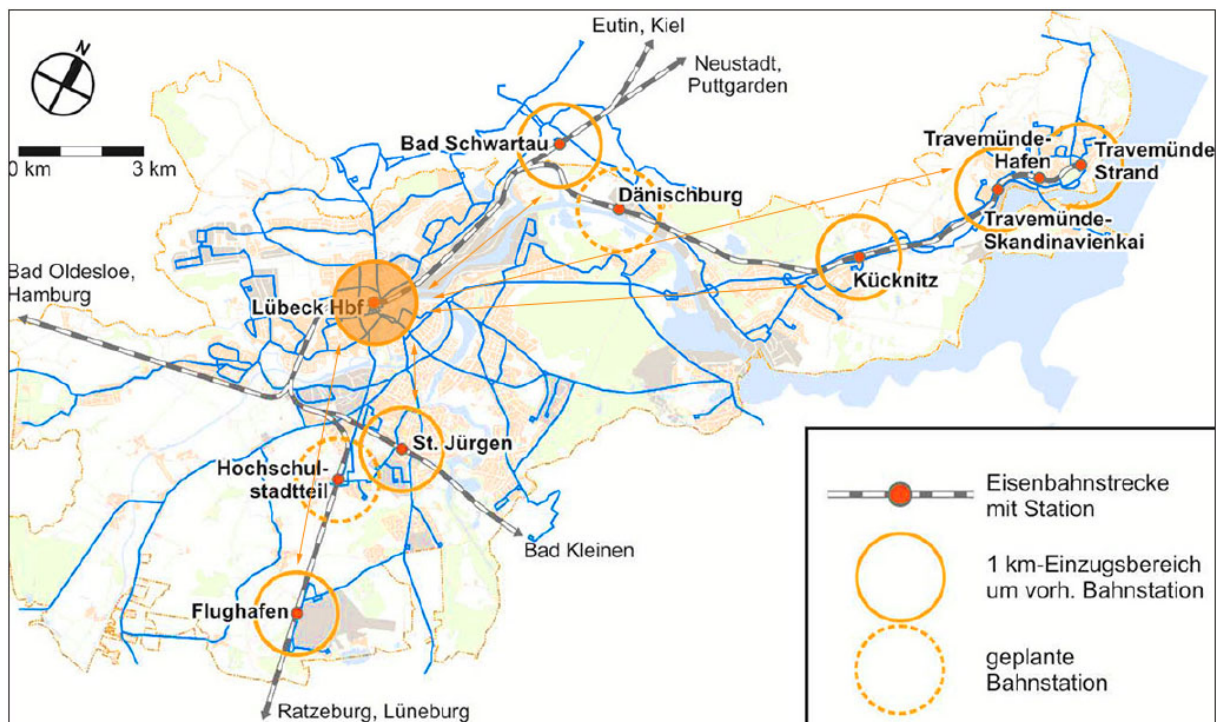 Eutin, Kiel
N
Neustadt,
Puttgarden
Bad Schwartau
Travemünde-
Hafen
Travemünde
Strand
0 km
3 km
Dänischburg
Travemünde-
Skandinavienkai
Bad Oldesloe,
Hamburg
Kücknitz
Lübeck Hbf.
St. Jürgen
Hochschul-
stadtteil
Bad Kleinen
Flughafen
Ratzeburg, Lüneburg
Eisenbahnstrecke
mit Station
1 km-Einzugsbereich
um vorh. Bahnstation
geplante
Bahnstation